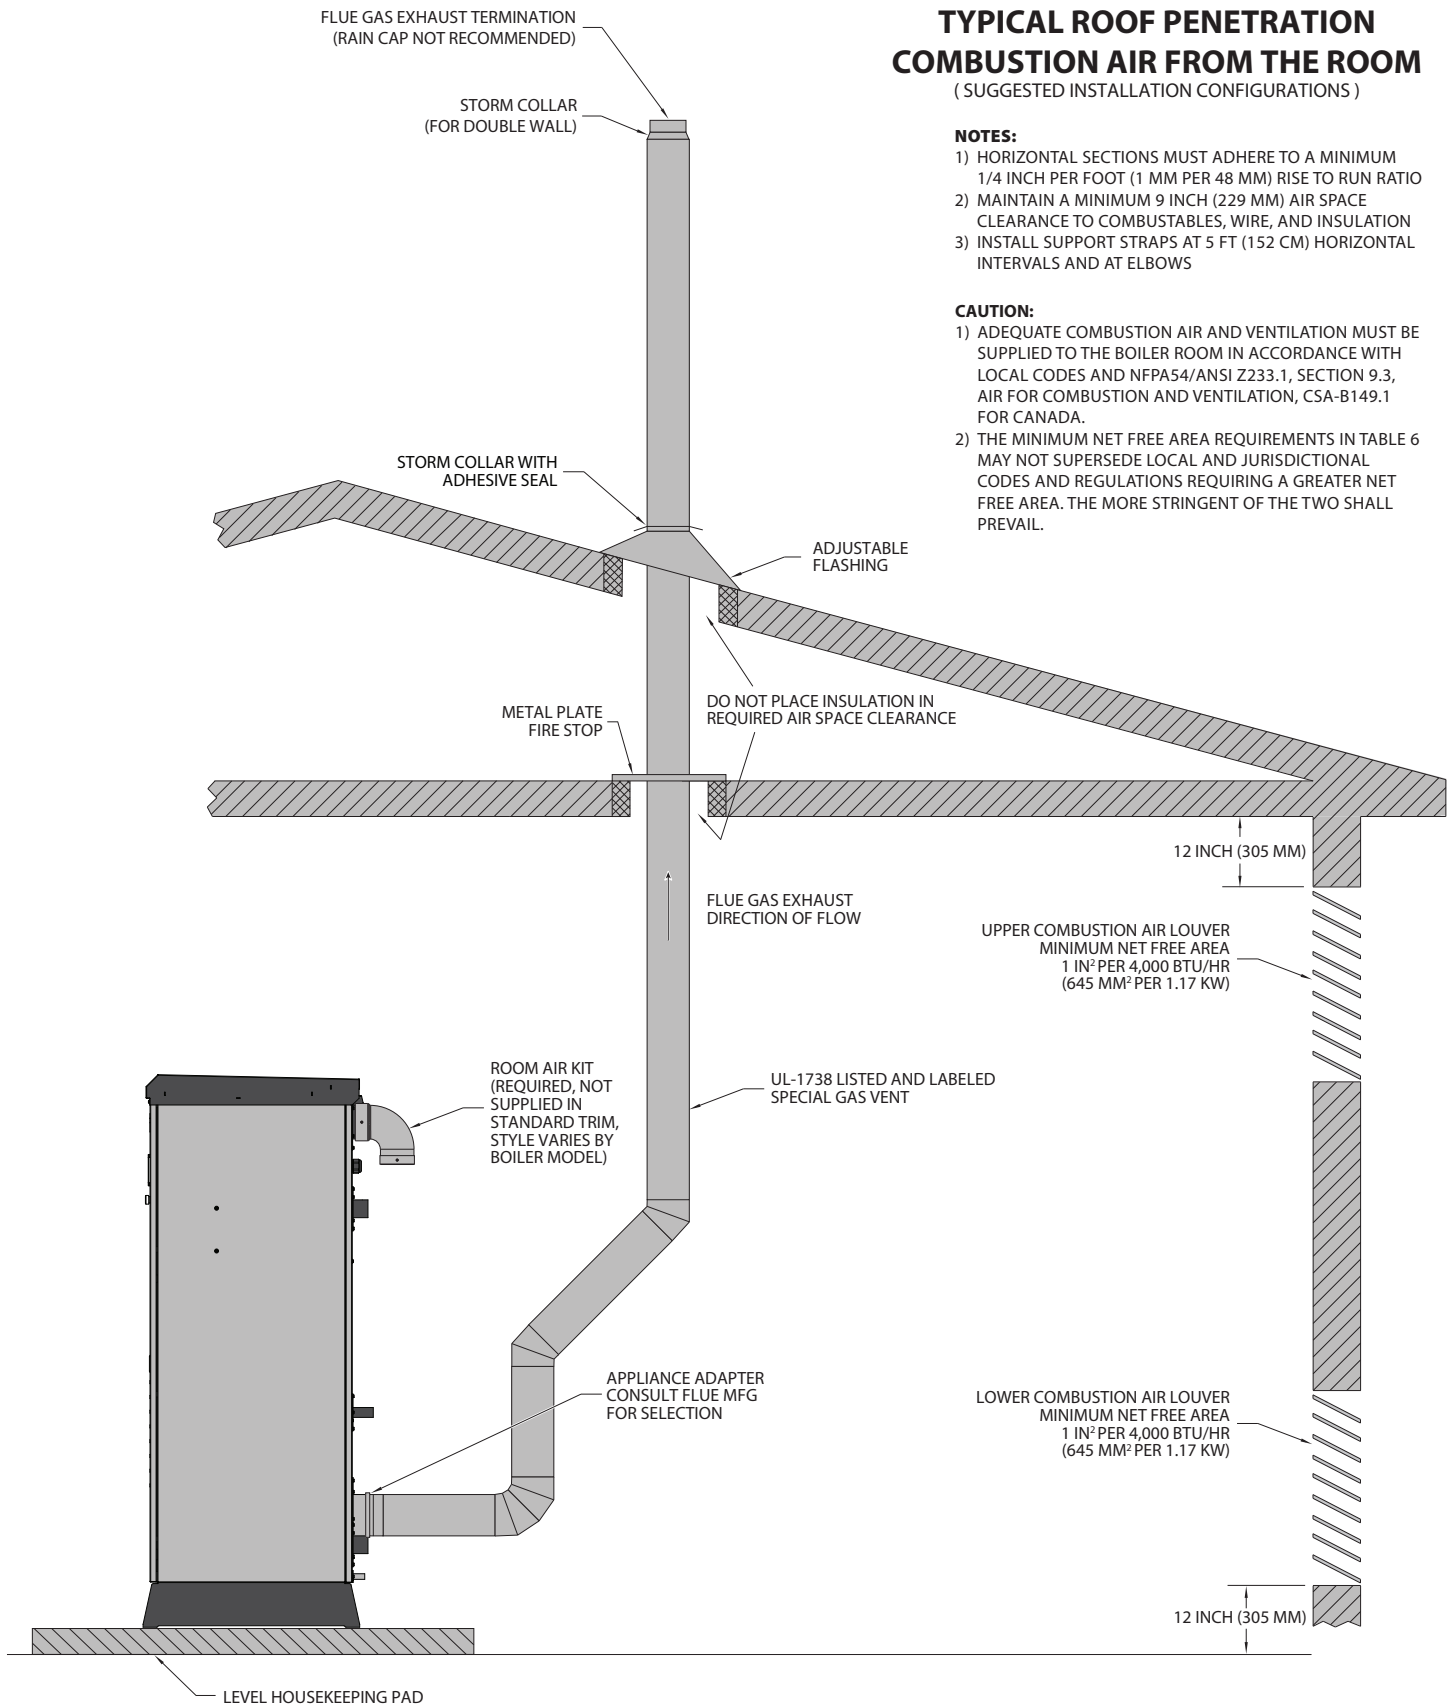 FLUE GAS EXHAUST TERMINATION
(RAIN CAP NOT RECOMMENDED)
STORM COLLAR
(FOR DOUBLE WALL)
TYPICAL ROOF PENETRATION
COMBUSTION AIR FROM THE ROOM
( SUGGESTED INSTALLATION CONFIGURATIONS )
NOTES:
1) HORIZONTAL SECTIONS MUST ADHERE TO A MINIMUM
1/4 INCH PER FOOT (1 MM PER 48 MM) RISE TO RUN RATIO
2) MAINTAIN A MINIMUM 9 INCH (229 MM) AIR SPACE
CLEARANCE TO COMBUSTABLES, WIRE, AND INSULATION
3) INSTALL SUPPORT STRAPS AT 5 FT (152 CM) HORIZONTAL
INTERVALS AND AT ELBOWS
CAUTION:
1) ADEQUATE COMBUSTION AIR AND VENTILATION MUST BE
SUPPLIED TO THE BOILER ROOM IN ACCORDANCE WITH
LOCAL CODES AND NFPA54/ANSI Z233.1, SECTION 9.3,
AIR FOR COMBUSTION AND VENTILATION, CSA-B149.1
FOR CANADA.
2) THE MINIMUM NET FREE AREA REQUIREMENTS IN TABLE 6
MAY NOT SUPERSEDE LOCAL AND JURISDICTIONAL
CODES AND REGULATIONS REQUIRING A GREATER NET
FREE AREA. THE MORE STRINGENT OF THE TWO SHALL
PREVAIL.
STORM COLLAR WITH
ADHESIVE SEAL
ADJUSTABLE
FLASHING
METAL PLATE
FIRE STOP
DO NOT PLACE INSULATION IN
REQUIRED AIR SPACE CLEARANCE
12 INCH (305 MM)
FLUE GAS EXHAUST
DIRECTION OF FLOW
UPPER COMBUSTION AIR LOUVER
MINIMUM NET FREE AREA
1 IN² PER 4,000 BTU/HR
(645 MM² PER 1.17 KW)
ROOM AIR KIT
(REQUIRED, NOT
SUPPLIED IN
STANDARD TRIM,
STYLE VARIES BY
BOILER MODEL)
UL-1738 LISTED AND LABELED
SPECIAL GAS VENT
APPLIANCE ADAPTER
CONSULT FLUE MFG
FOR SELECTION
LOWER COMBUSTION AIR LOUVER
MINIMUM NET FREE AREA
1 IN² PER 4,000 BTU/HR
(645 MM² PER 1.17 KW)
12 INCH (305 MM)
LEVEL HOUSEKEEPING PAD